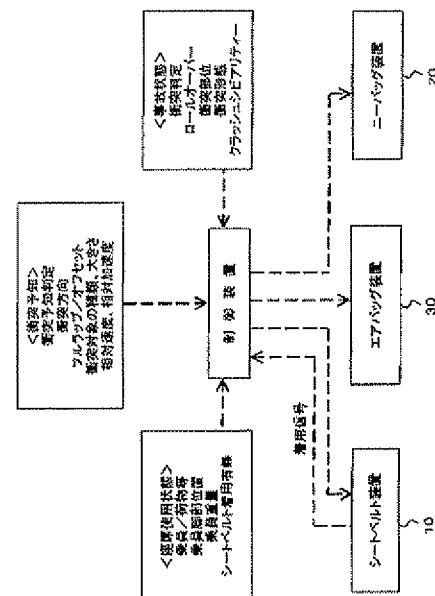 <衝突予知>
衝突予知判定
衝突方向
フルラップ/オフセット
衝突対象の種類、大きさ
相対速度、相対加速度
<座席使用状態>
乗員/荷物等
乗員脚部位置
乗員重量
シートベルト着用有無
制御装置
<事故状態>
衝突判定
ロールオーバー
衝突部位
衝突形態
クラッシュシビアリティー
着用信号
シートベルト装置
10
エアバッグ装置
30
ニーバッグ装置
20